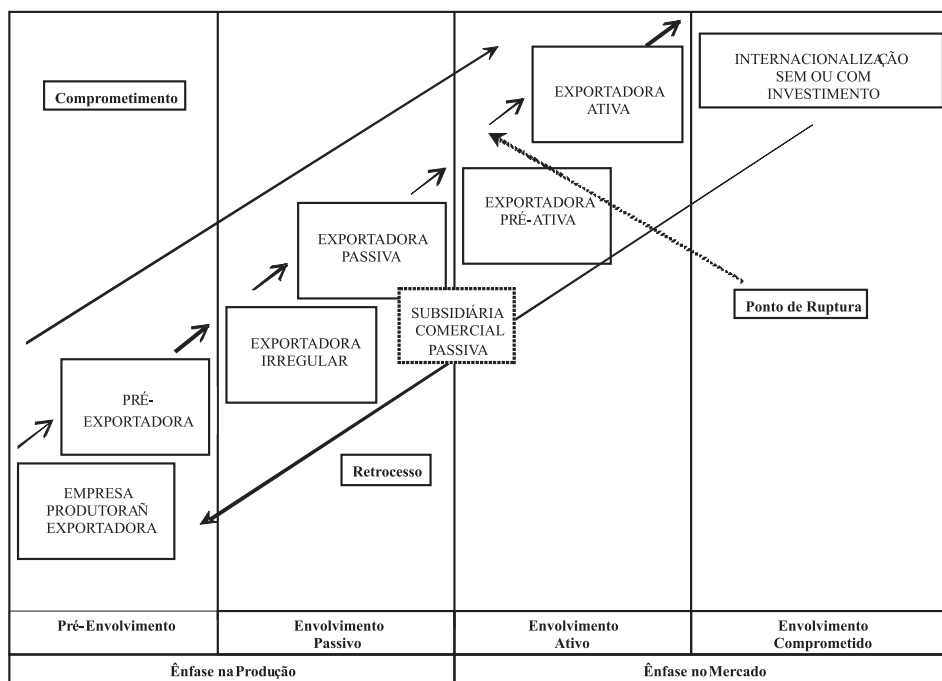 Comprometimento
EXPORTADORA
ATIVA
INTERNACIONALIZAÇÃO
SEM OU COM
INVESTIMENTO
EXPORTADORA
PASSIVA
EXPORTADORA
PRÉ-ATIVA
SUBSIDIÁRIA
COMERCIAL
PASSIVA
Ponto de Ruptura
EXPORTADORA
IRREGULAR
PRÉ-
EXPORTADORA
Retrocesso
EMPRESA
PRODUTORAÑ
EXPORTADORA
Pré-Envolvimento
Envolvimento
Passivo
Envolvimento
Ativo
Envolvimento
Comprometido
Ênfase na Produção
Ênfase no Mercado